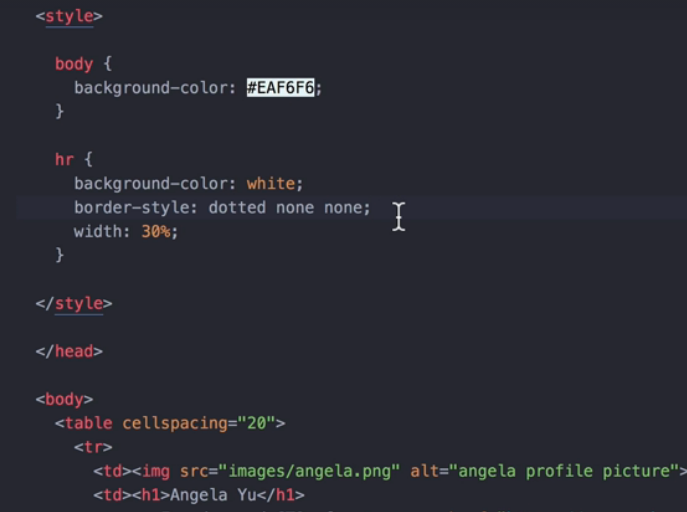 <style>
body {
background-color: #EAF6F6;
}
hr {
background-color: white;
border-style: dotted none none;
width: 30%;
}
</style>
</head>
<body>
<table cellspacing="20">
<tr>
<td><img src="images/angela.png" alt="angela profile picture">
<td><h1>Angela Yu</h1>